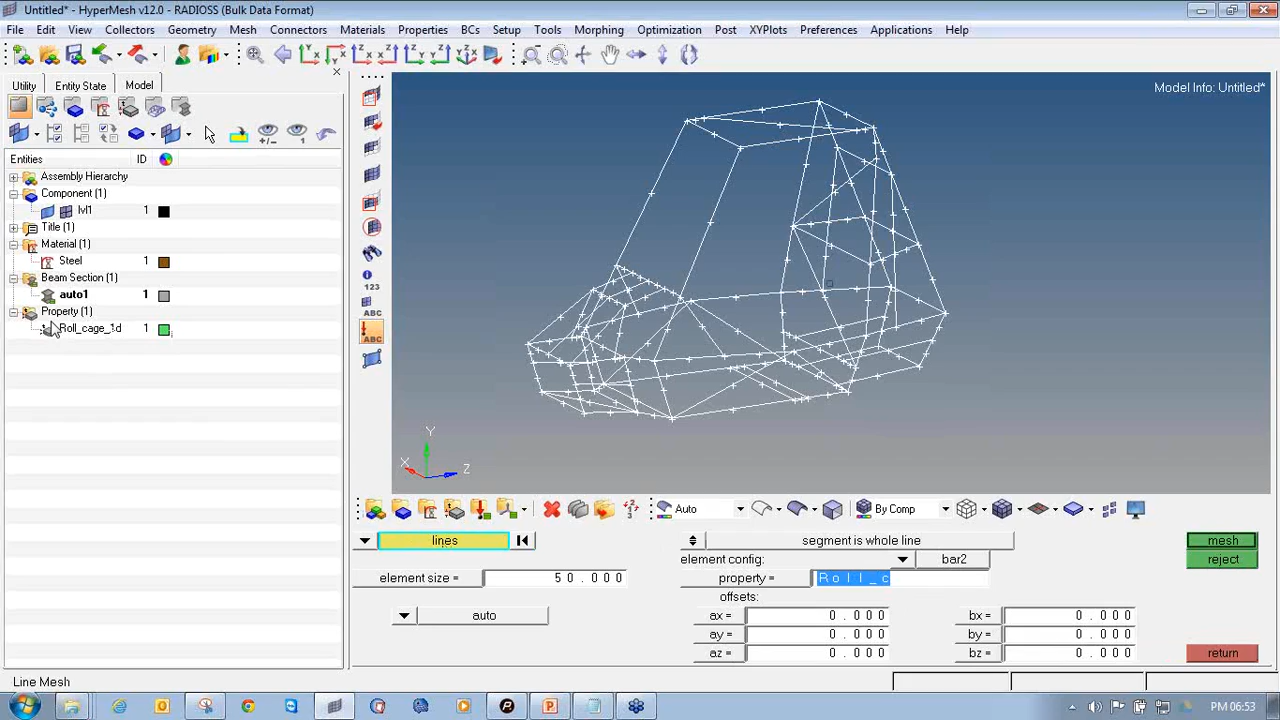 Untitled* - HyperMesh v12.0 - RADIOSS (Bulk Data Format)
File Edit View Collectors Geometry Mesh Connectors Materials Properties BCs Setup Tools Morphing Optimization Post XYPlots Preferences Applications Help
Utility Entity State Model
Model Info: Untitled*
Entities ID
Assembly Hierarchy
Component (1)
lvl1 1
Title (1)
Material (1)
Steel 1
Beam Section (1)
auto1 1
Property (1)
Roll_cage_1d 1
123
ABC
ABC
Y
X Z
Auto By Comp
lines segment is whole line mesh
element config: bar2 reject
element size = 50.000 property = Roll_c
offsets:
auto ax = 0.000 bx = 0.000
ay = 0.000 by = 0.000
az = 0.000 bz = 0.000 return
Line Mesh
PM 06:53